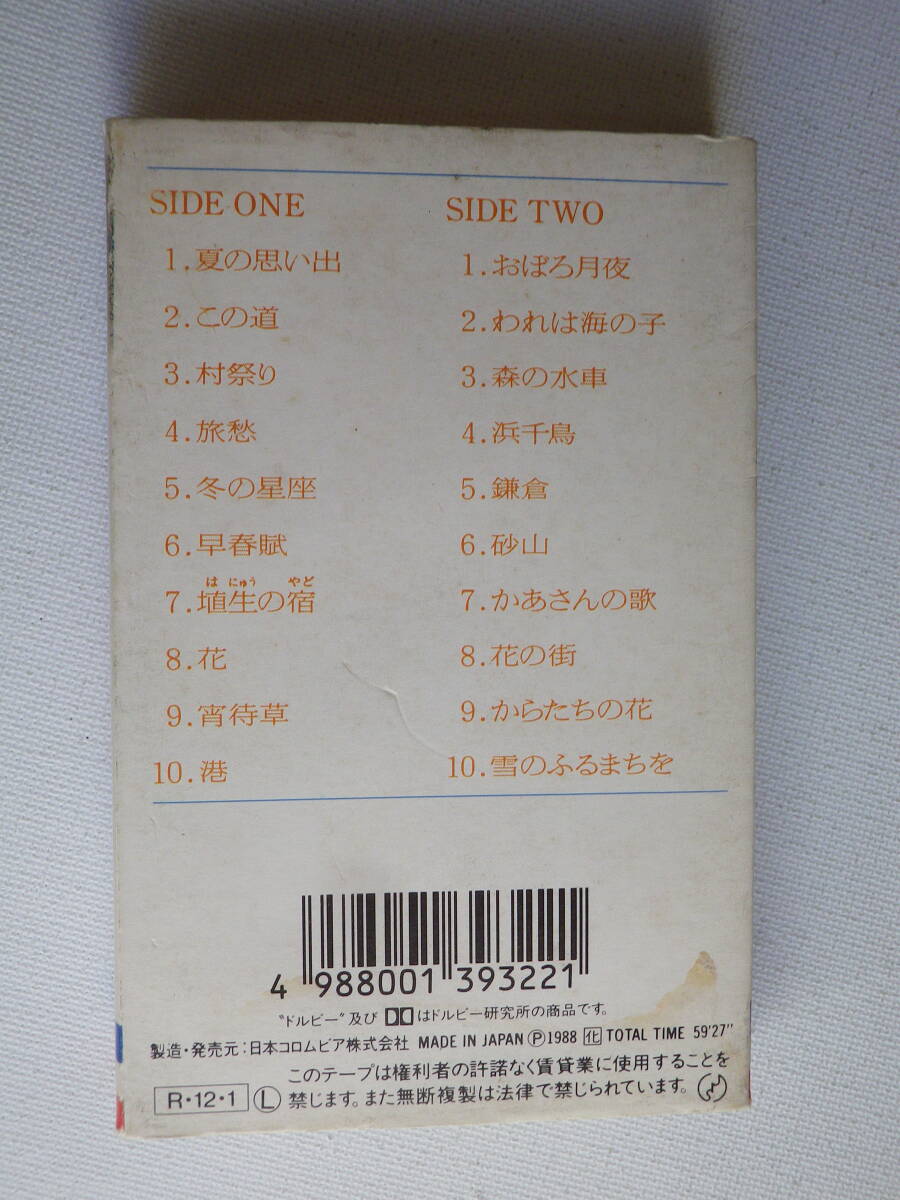 SIDE ONE
1.夏の思い出
2.この道
3.村祭り
4.旅愁
5.冬の星座
6.早春賦
は にゅう やど
7.埴生の宿
8.花
9.宵待草
10.港
SIDE TWO
1.おぼろ月夜
2.われは海の子
3.森の水車
4.浜千鳥
5.鎌倉
6.砂山
7.かあさんの歌
8.花の街
9.からたちの花
10.雪のふるまちを
4 988001 393221
“ドルビー”及びはドルビー研究所の商品です。
製造・発売元:日本コロムビア株式会社 MADE IN JAPAN Ⓟ1988 化 TOTAL TIME 59'27"
R・12・1 Ⓛ このテープは権利者の許諾なく賃貸業に使用することを
禁じます。また無断複製は法律で禁じられています。